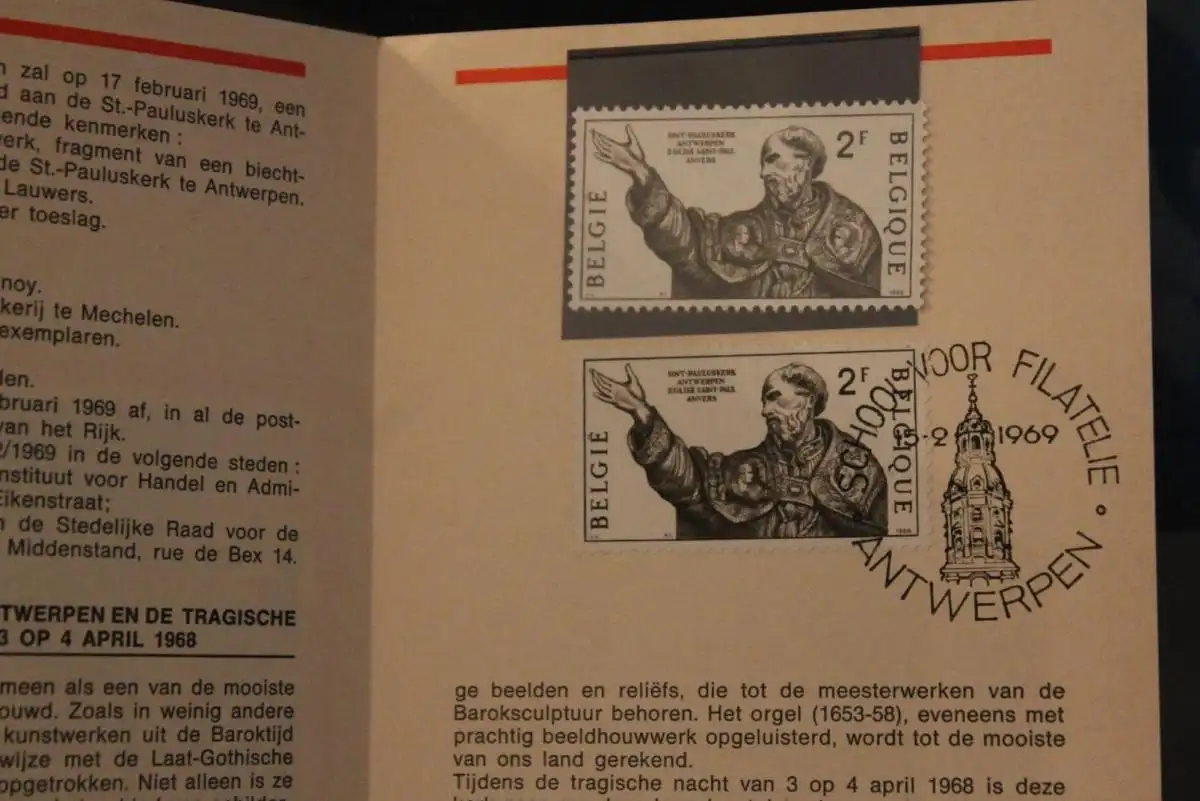 zal op 17 februari 1969, een
aan de St.-Pauluskerk te Ant-
ende kenmerken :
erk, fragment van een biecht-
de St.-Pauluskerk te Antwerpen.
Lauwers.
er toeslag.
noy.
kerij te Mechelen.
exemplaren.
len.
bruari 1969 af, in al de post-
van het Rijk.
2/1969 in de volgende steden :
nstituut voor Handel en Admi-
Eikenstraat;
n de Stedelijke Raad voor de
Middenstand, rue de Bex 14.
TWERPEN EN DE TRAGISCHE
3 OP 4 APRIL 1968
meen als een van de mooiste
ouwd. Zoals in weinig andere
kunstwerken uit de Baroktijd
wijze met de Laat-Gothische
opgetrokken. Niet alleen is ze
SINT-PAULUSKERK
ANTWERPEN
EGLISE SAINT-PAUL
ANVERS
2F
BELGIË
BELGIQUE
SINT-PAULUSKERK
ANTWERPEN
EGLISE SAINT-PAUL
ANVERS
2F
BELGIË
BELGIQUE
SCHOOL VOOR FILATELIE
15-2 1969
ANTWERPEN
ge beelden en reliëfs, die tot de meesterwerken van de
Baroksculptuur behoren. Het orgel (1653-58), eveneens met
prachtig beeldhouwwerk opgeluisterd, wordt tot de mooiste
van ons land gerekend.
Tijdens de tragische nacht van 3 op 4 april 1968 is deze